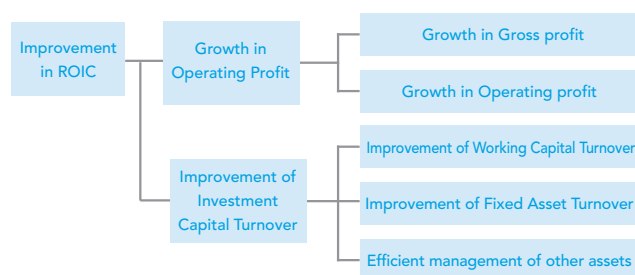 Improvement
in ROIC
Growth in
Operating Profit
Growth in Gross profit
Growth in Operating profit
Improvement of
Investment
Capital Turnover
Improvement of Working Capital Turnover
Improvement of Fixed Asset Turnover
Efficient management of other assets